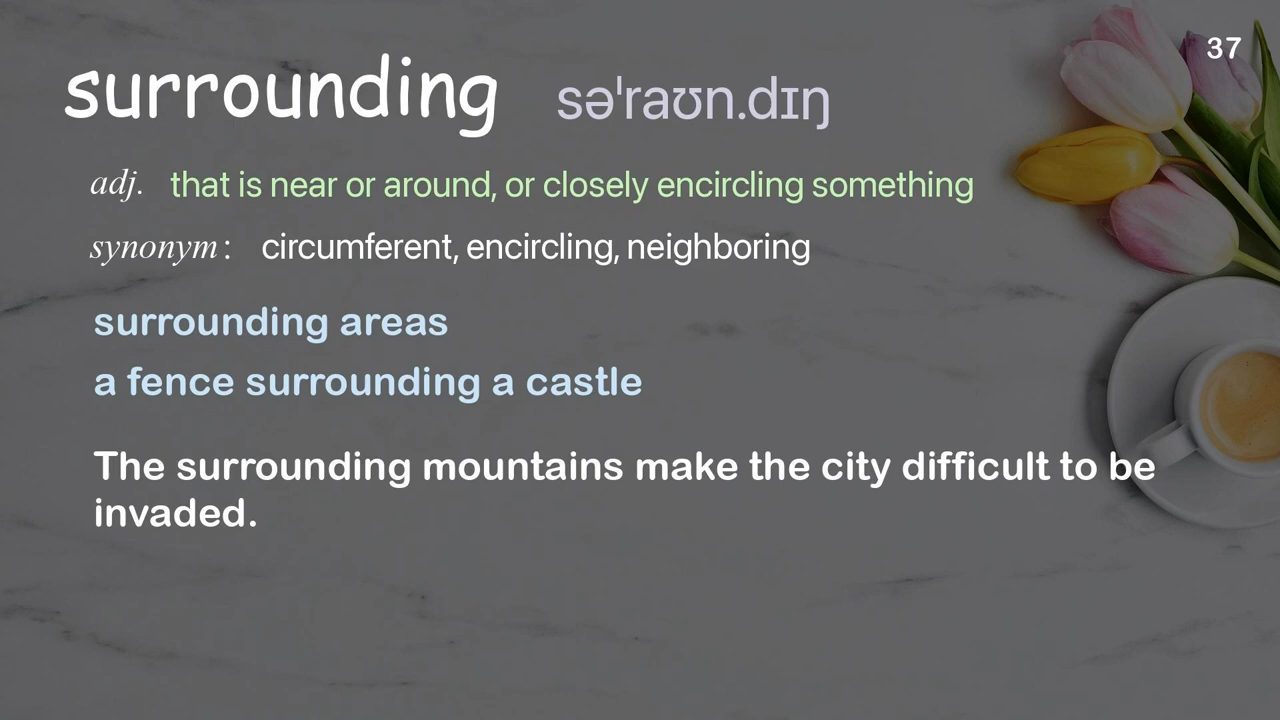 37
surrounding səˈraʊn.dɪŋ
adj. that is near or around, or closely encircling something
synonym: circumferent, encircling, neighboring
surrounding areas
a fence surrounding a castle
The surrounding mountains make the city difficult to be
invaded.